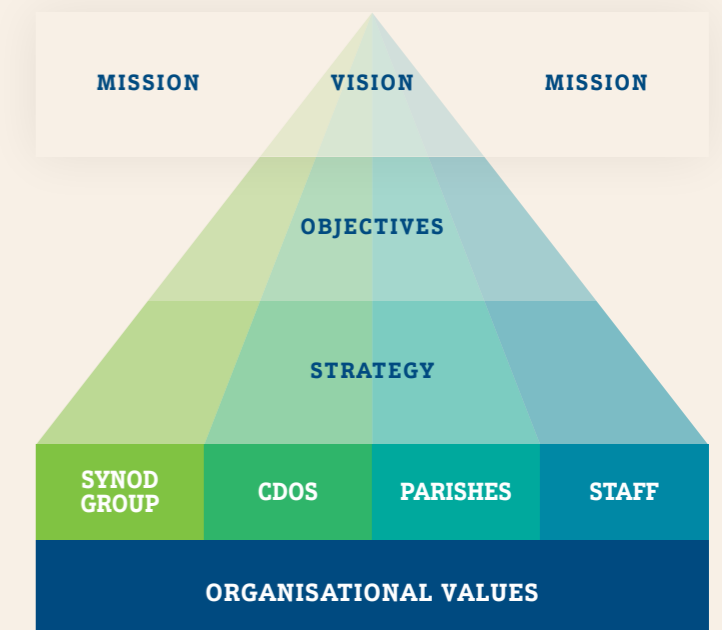 MISSION VISION MISSION
OBJECTIVES
STRATEGY
SYNOD
GROUP
CDOS
PARISHES
STAFF
ORGANISATIONAL VALUES